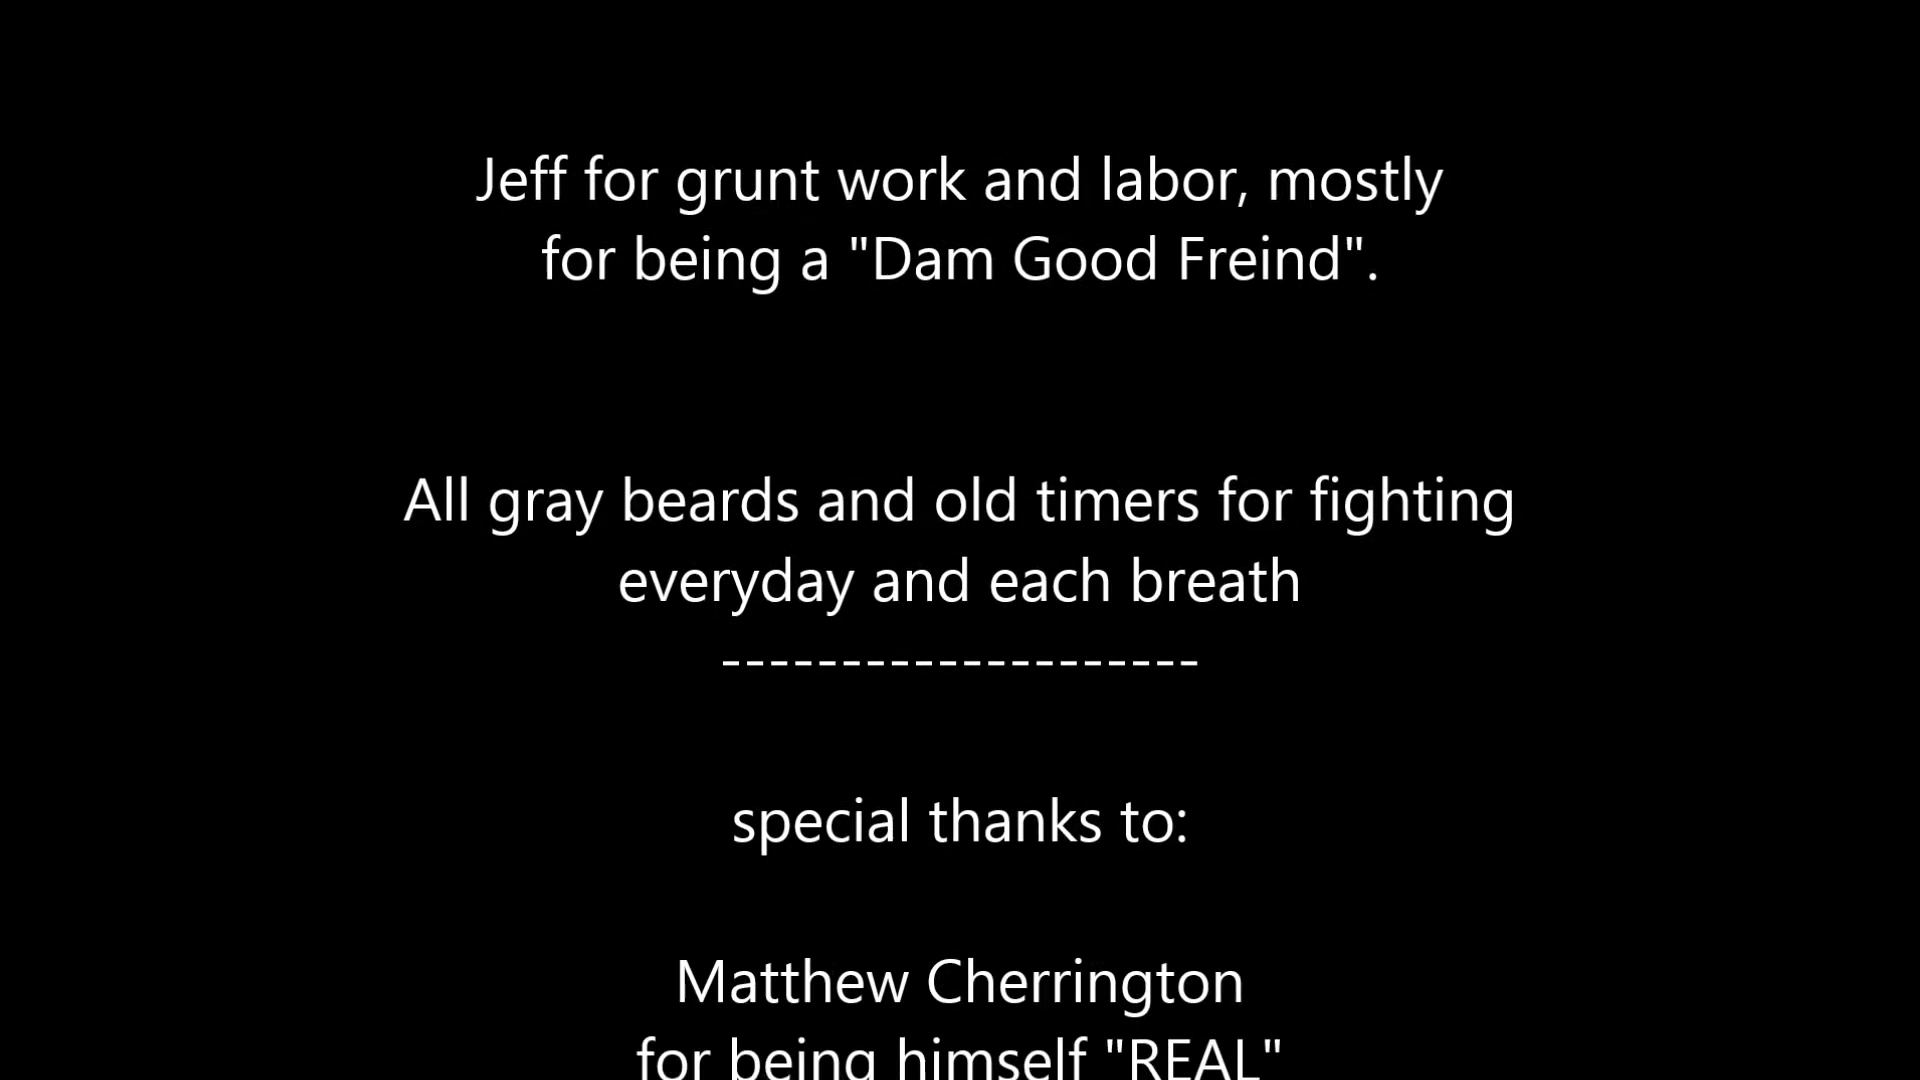 Jeff for grunt work and labor, mostly
for being a "Dam Good Freind".
All gray beards and old timers for fighting
everyday and each breath
--------------------
special thanks to:
Matthew Cherrington
for being himself "REAL"